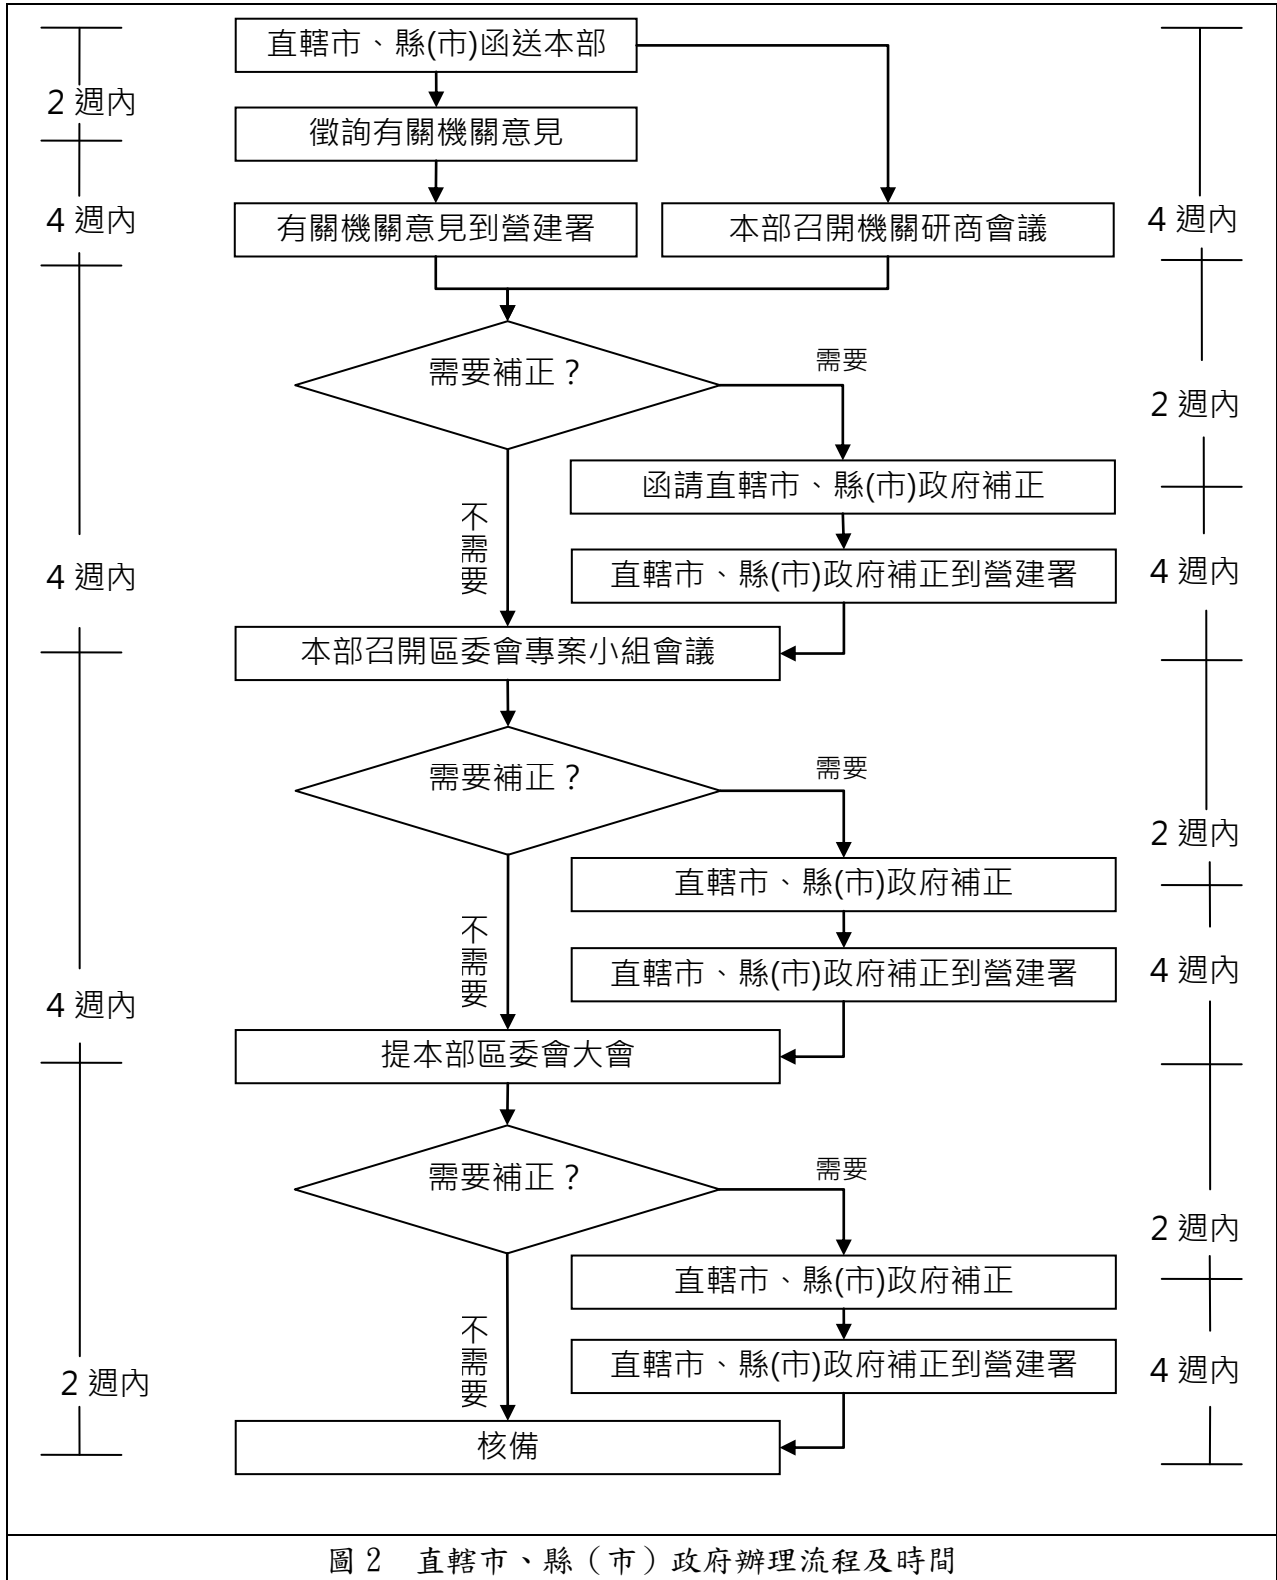 直轄市、縣(市)函送本部
2 週內
徵詢有關機關意見
4 週內
有關機關意見到營建署
本部召開機關研商會議
4 週內
需要補正？
需要
2 週內
函請直轄市、縣(市)政府補正
不需要
4 週內
直轄市、縣(市)政府補正到營建署
4 週內
本部召開區委會專案小組會議
需要補正？
需要
2 週內
直轄市、縣(市)政府補正
不需要
直轄市、縣(市)政府補正到營建署
4 週內
4 週內
提本部區委會大會
需要補正？
需要
2 週內
直轄市、縣(市)政府補正
不需要
直轄市、縣(市)政府補正到營建署
4 週內
2 週內
核備
圖 2　直轄市、縣（市）政府辦理流程及時間